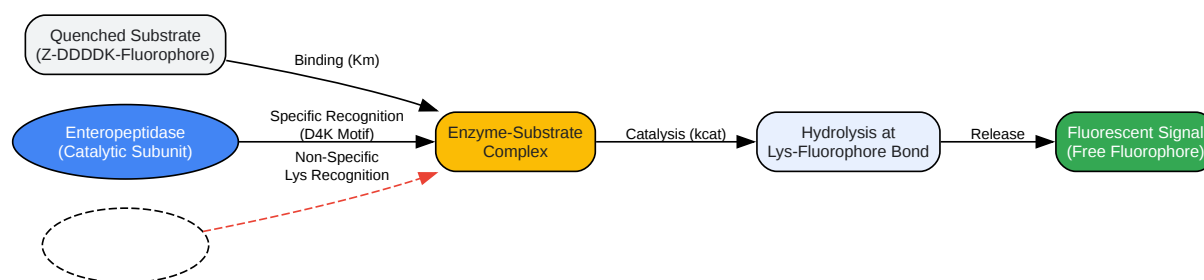 Quenched Substrate
(Z-DDDDK-Fluorophore)
Binding (Km)
Enteropeptidase
(Catalytic Subunit)
Specific Recognition
(D4K Motif)
Non-Specific
Lys Recognition
Enzyme-Substrate
Complex
Catalysis (kcat)
Hydrolysis at
Lys-Fluorophore Bond
Release
Fluorescent Signal
(Free Fluorophore)